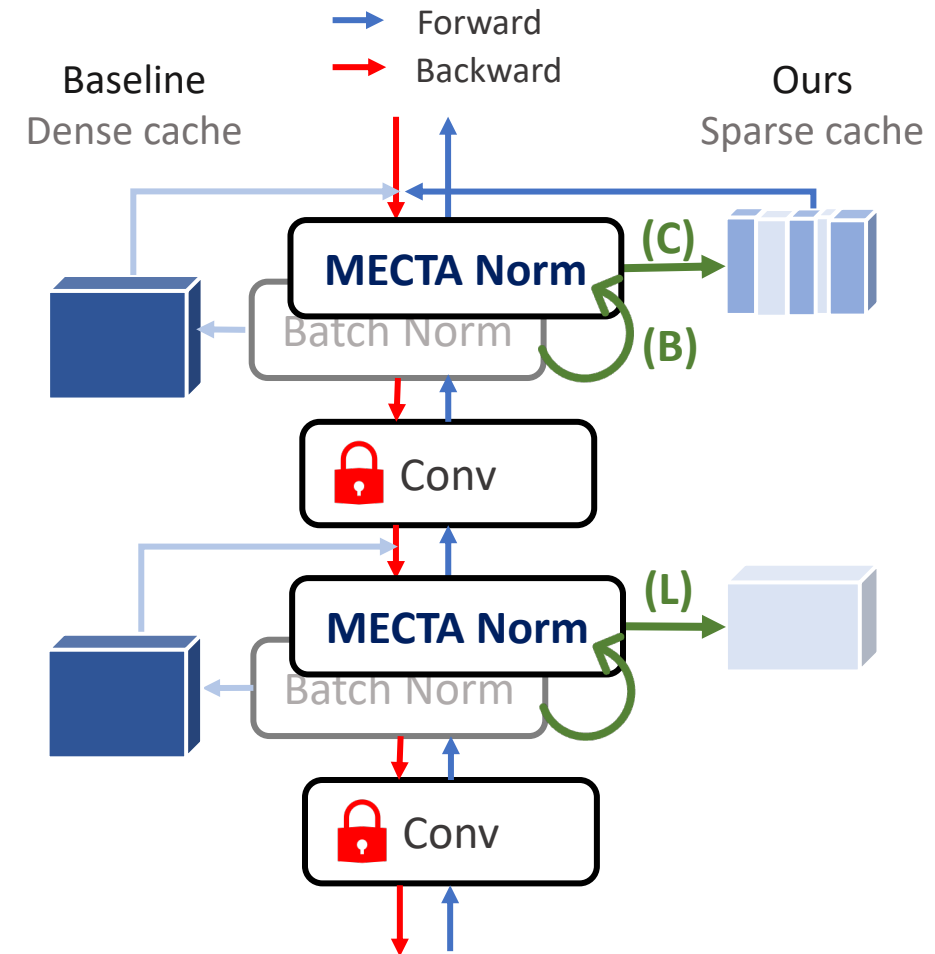 Forward
Backward
Baseline
Dense cache
Ours
Sparse cache
MECTA Norm
(C)
Batch Norm
(B)
Conv
MECTA Norm
(L)
Batch Norm
Conv